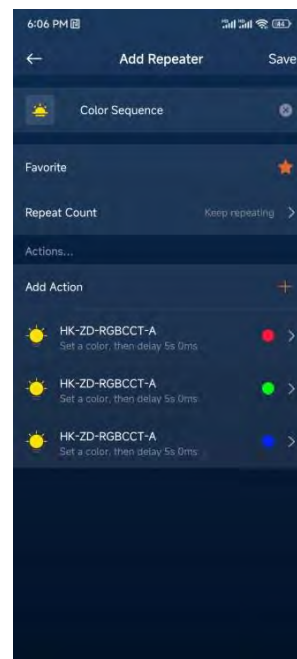 6:06 PM
Add Repeater
Save
Color Sequence
Favorite
Repeat Count
Keep repeating
Actions...
Add Action
HK-ZD-RGBCCT-A
Set a color, then delay 5s 0ms
HK-ZD-RGBCCT-A
Set a color, then delay 5s 0ms
HK-ZD-RGBCCT-A
Set a color, then delay 5s 0ms